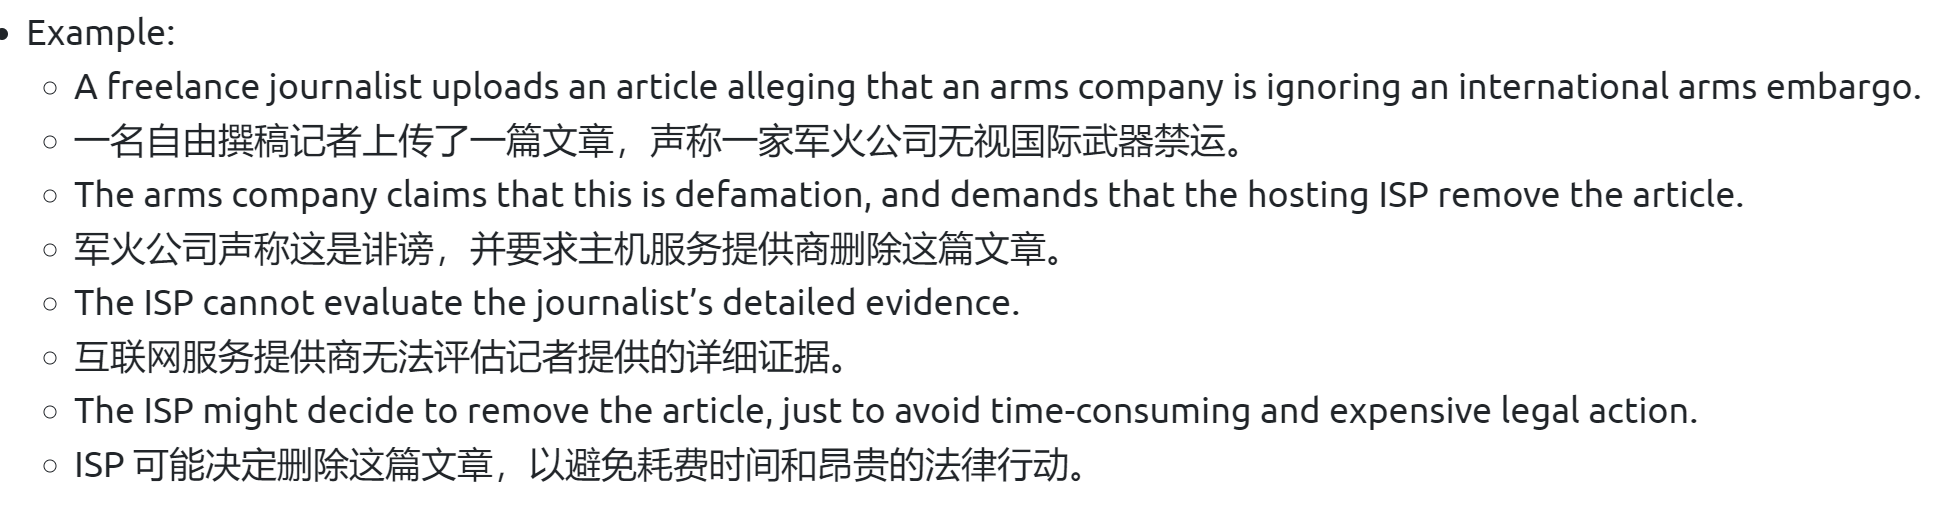 • Example:
○ A freelance journalist uploads an article alleging that an arms company is ignoring an international arms embargo.
○ 一名自由撰稿记者上传了一篇文章，声称一家军火公司无视国际武器禁运。
○ The arms company claims that this is defamation, and demands that the hosting ISP remove the article.
○ 军火公司声称这是诽谤，并要求主机服务提供商删除这篇文章。
○ The ISP cannot evaluate the journalist’s detailed evidence.
○ 互联网服务提供商无法评估记者提供的详细证据。
○ The ISP might decide to remove the article, just to avoid time-consuming and expensive legal action.
○ ISP 可能决定删除这篇文章，以避免耗费时间和昂贵的法律行动。